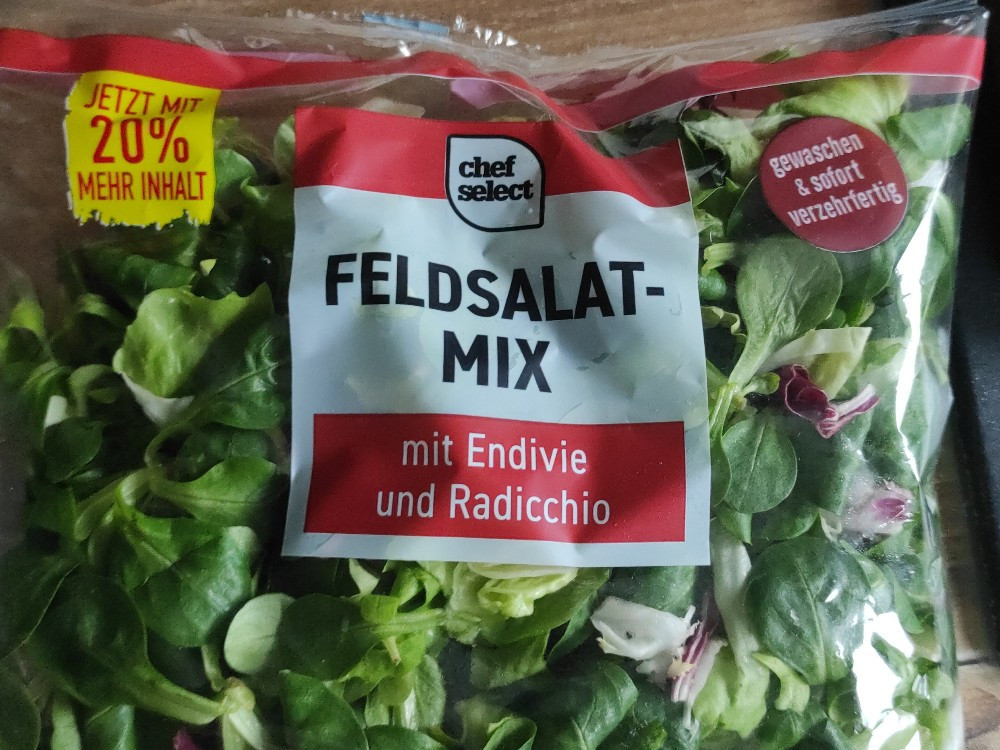 JETZT MIT
20%
MEHR INHALT
chef
select
gewaschen
& sofort
verzehrfertig
FELDSALAT-
MIX
mit Endivie
und Radicchio